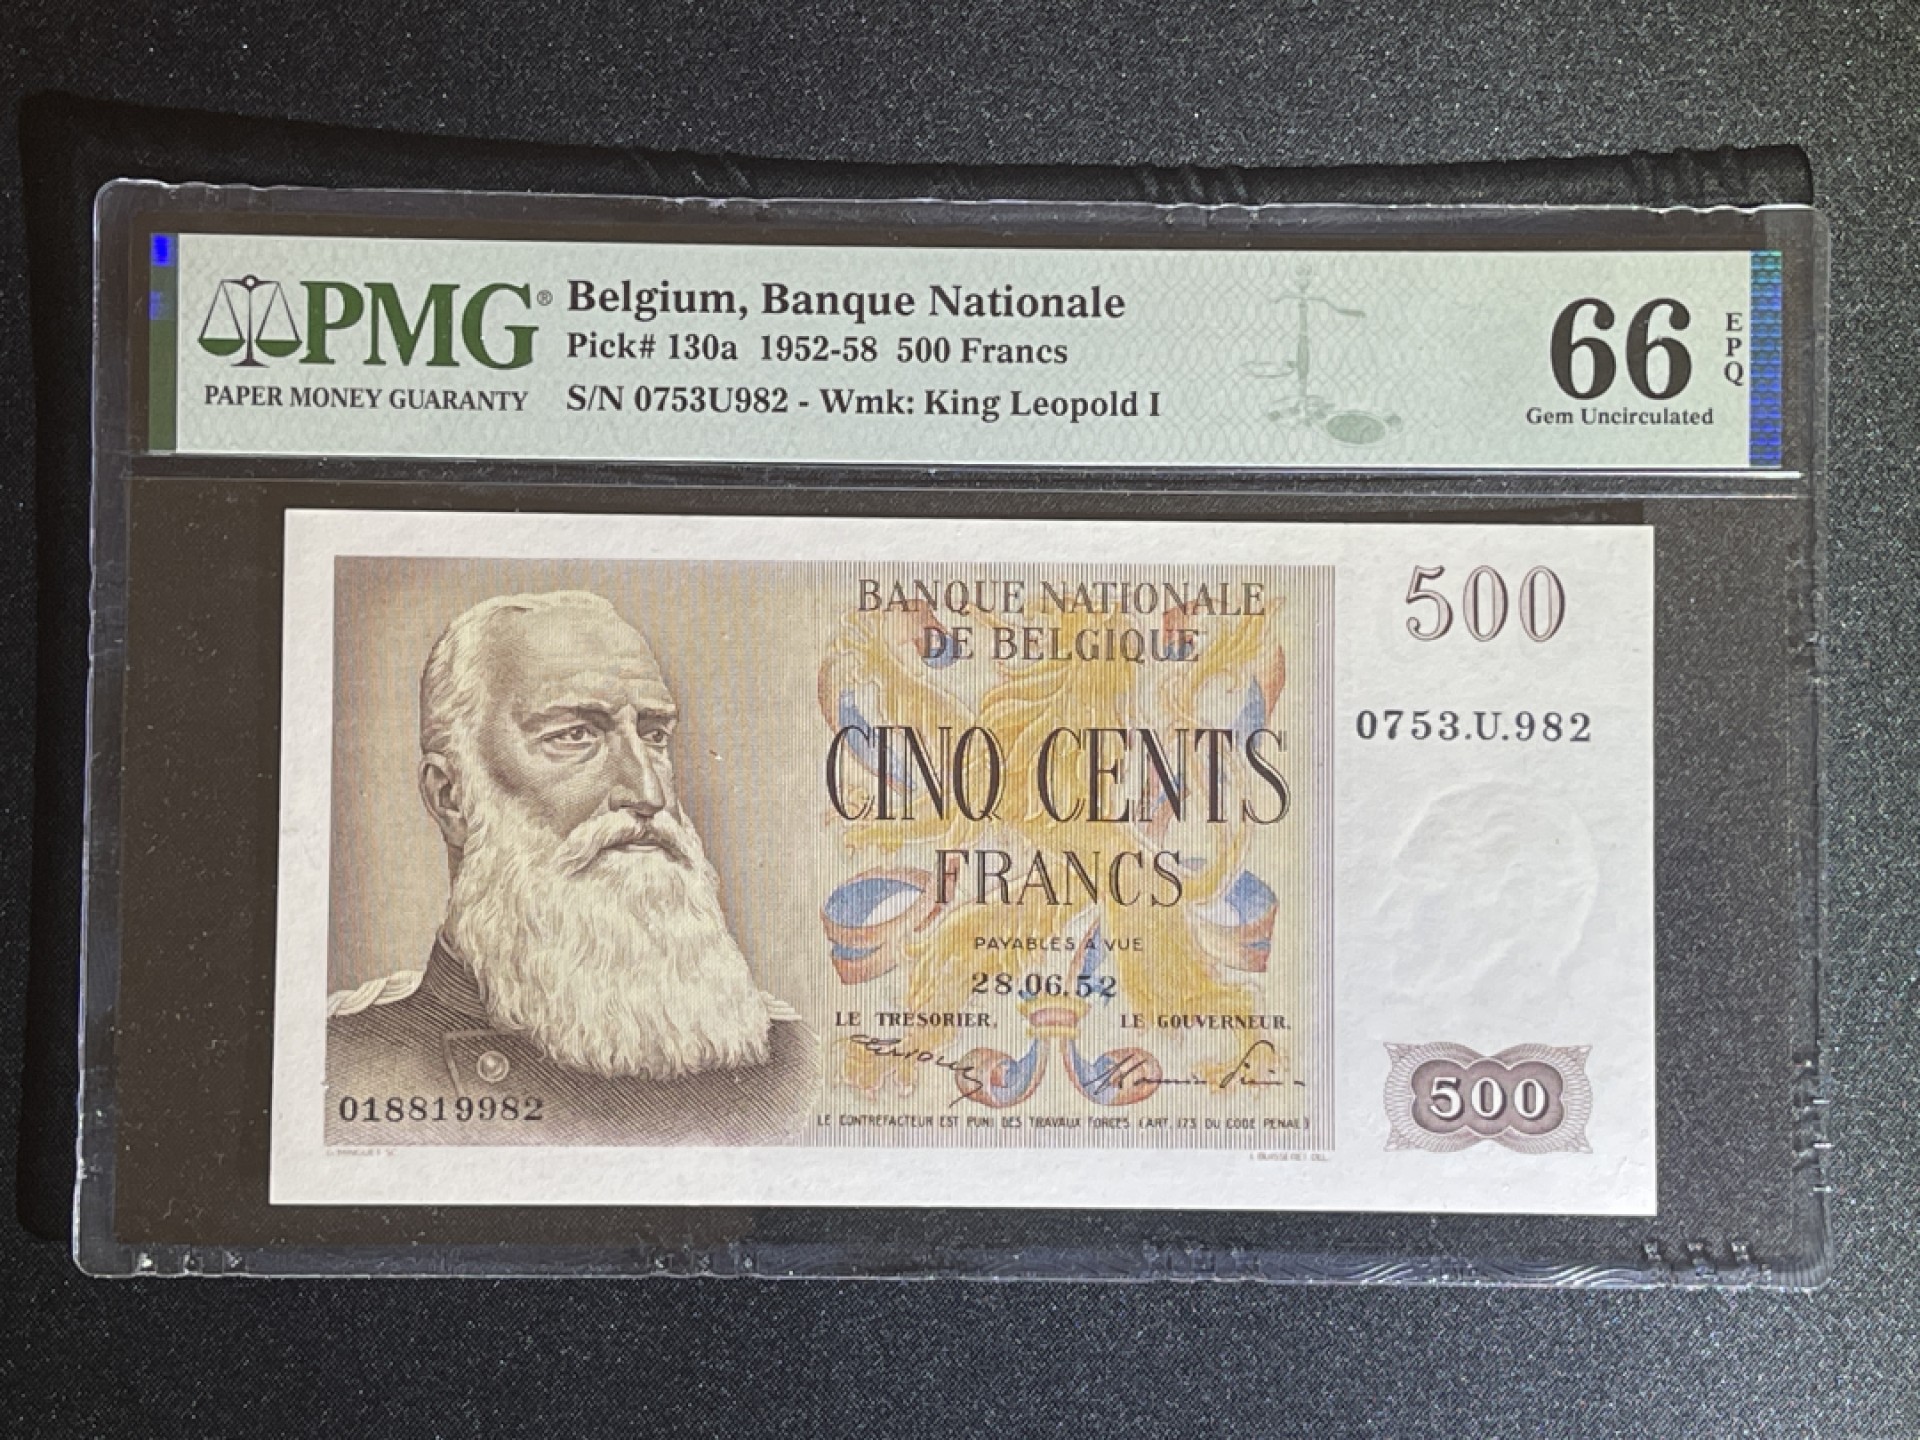 PMG®
PAPER MONEY GUARANTY
Belgium, Banque Nationale
Pick# 130a 1952-58 500 Francs
S/N 0753U982 - Wmk: King Leopold I
66
EPQ
Gem Uncirculated
BANQUE NATIONALE
DE BELGIQUE
500
0753.U.982
CINQ CENTS
FRANCS
PAYABLES A VUE
28.06.52
LE TRESORIER,
LE GOUVERNEUR.
018819982
500
LE CONTREFACTEUR EST PUNI DES TRAVAUX FORCES (ART. 173 DU CODE PENAL)